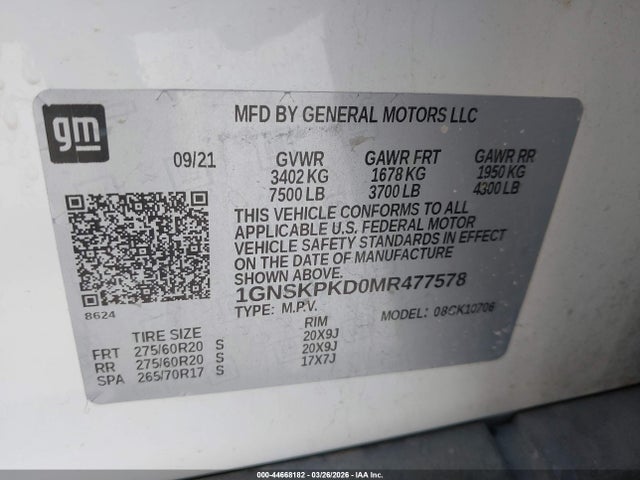 gm
MFD BY GENERAL MOTORS LLC
09/21 GVWR GAWR FRT GAWR RR
3402 KG 1678 KG 1950 KG
7500 LB 3700 LB 4300 LB
THIS VEHICLE CONFORMS TO ALL
APPLICABLE U.S. FEDERAL MOTOR
VEHICLE SAFETY STANDARDS IN EFFECT
ON THE DATE OF MANUFACTURE
SHOWN ABOVE.
1GNSKPKD0MR477578
8624 TYPE: M.P.V. MODEL: 08CK10706
TIRE SIZE RIM
FRT 275/60R20 S 20X9J
RR 275/60R20 S 20X9J
SPA 265/70R17 S 17X7J
000-44668182 - 03/26/2026 - IAA Inc.